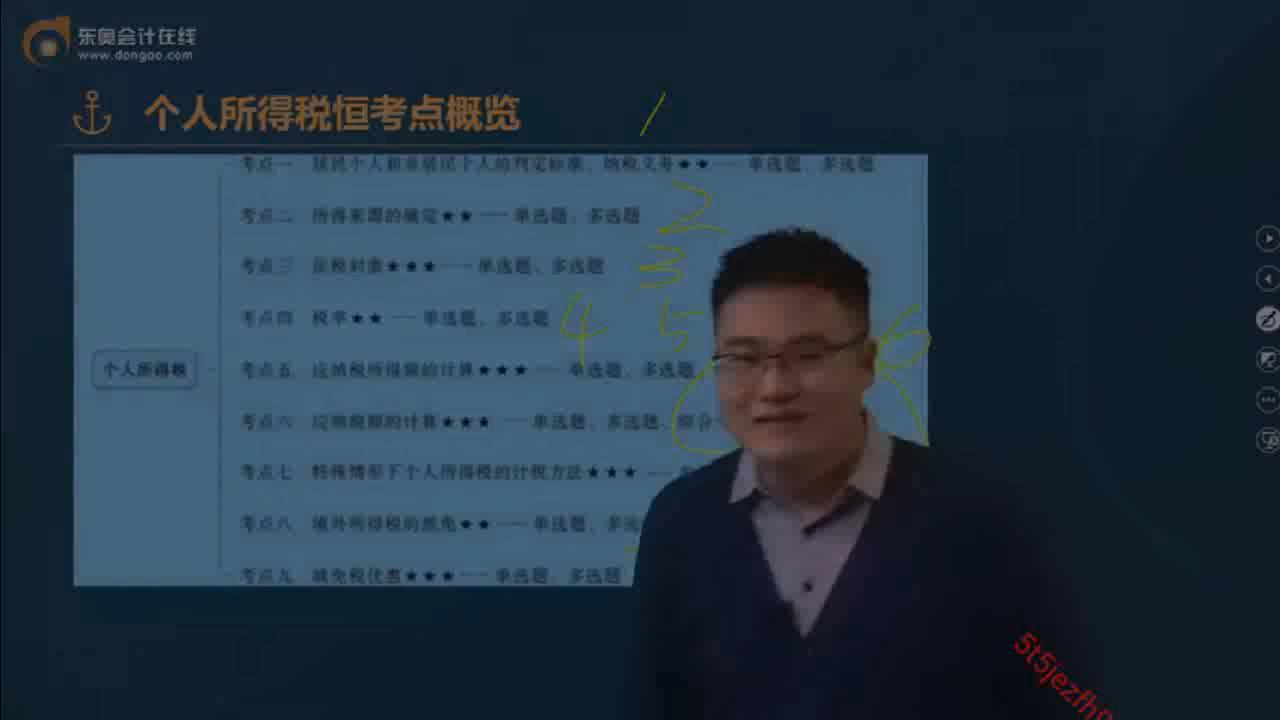 东奥会计在线
www.dongao.com
个人所得税恒考点概览
1
考点一 居民个人和非居民个人的判定标准、纳税义务★★ 单选题、多选题
考点二 所得来源的确定★★ 单选题、多选题
2
考点三 征税对象★★★ 单选题、多选题
3
考点四 税率★★ 单选题、多选题
4 5 6
个人所得税
考点五 应纳税所得额的计算★★★ 单选题、多选题
考点六 应纳税额的计算★★★ 单选题、多选题、综合
考点七 特殊情形下个人所得税的计税方法★★★
考点八 境外所得税的抵免★★ 单选题、多选
考点九 减免税优惠★★★ 单选题、多选题
5t5jezfh